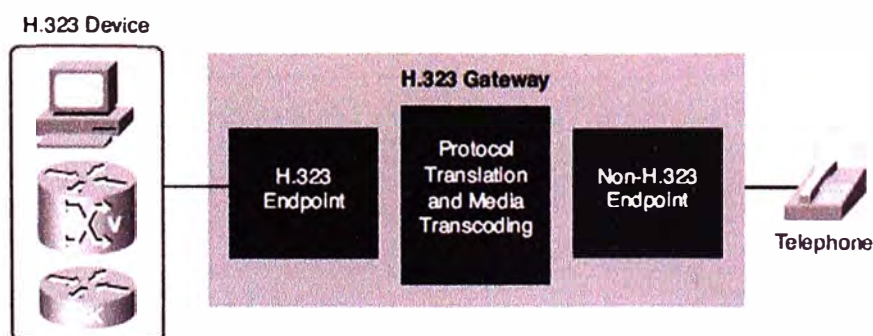 H.323 Device
H.323 Gateway
H.323
Endpoint
Protocol
Translation
and Media
Transcoding
Non-H.323
Endpoint
V
Telephone